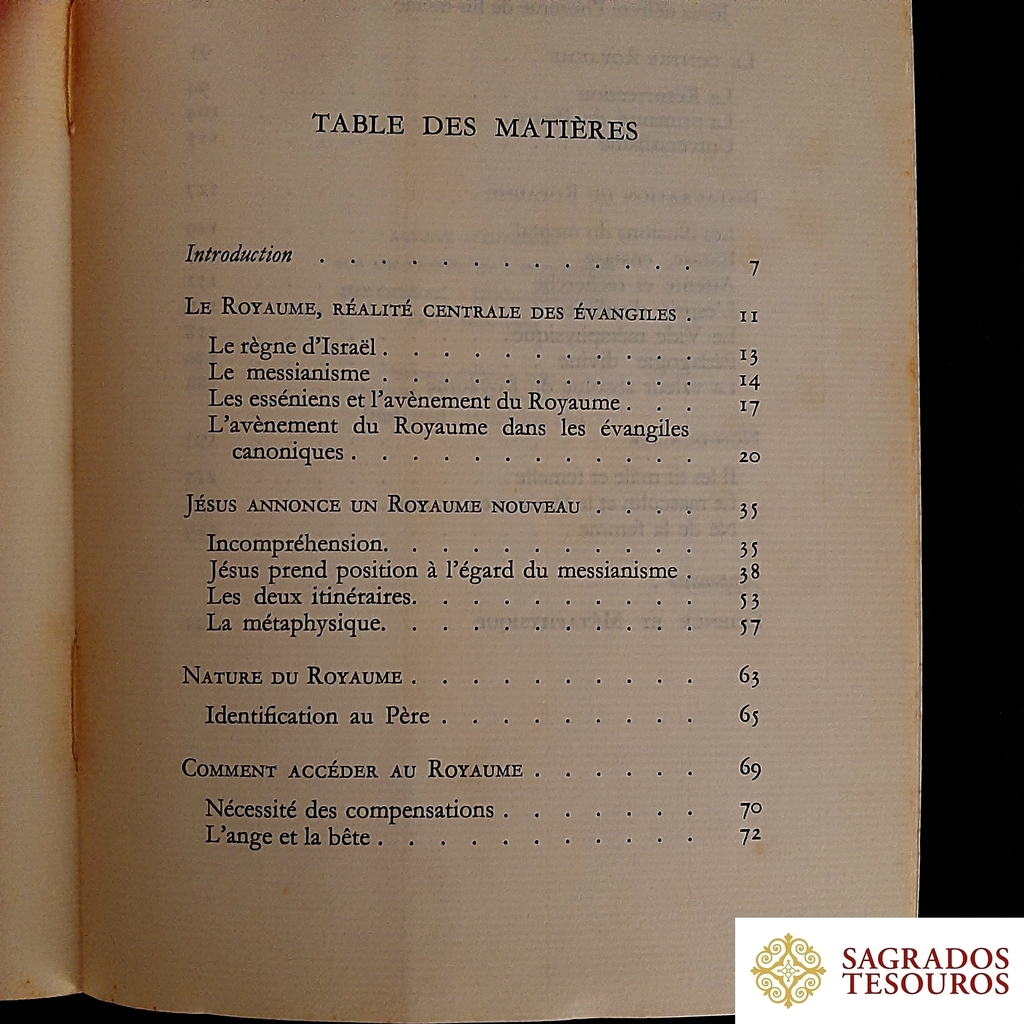 TABLE DES MATIÈRES
Introduction . . . . . . . . . . . . . 7
LE ROYAUME, RÉALITÉ CENTRALE DES ÉVANGILES . 11
Le règne d'Israël . . . . . . . . . . . 13
Le messianisme . . . . . . . . . . . 14
Les esséniens et l'avènement du Royaume . . . 17
L'avènement du Royaume dans les évangiles
canoniques . . . . . . . . . . . . 20
JÉSUS ANNONCE UN ROYAUME NOUVEAU . . . . 35
Incompréhension. . . . . . . . . . . 35
Jésus prend position à l'égard du messianisme . 38
Les deux itinéraires. . . . . . . . . . 53
La métaphysique. . . . . . . . . . . 57
NATURE DU ROYAUME . . . . . . . . . . 63
Identification au Père . . . . . . . . . 65
COMMENT ACCÉDER AU ROYAUME . . . . . . 69
Nécessité des compensations . . . . . . . 70
L'ange et la bête . . . . . . . . . . . 72
SAGRADOS
TESOUROS